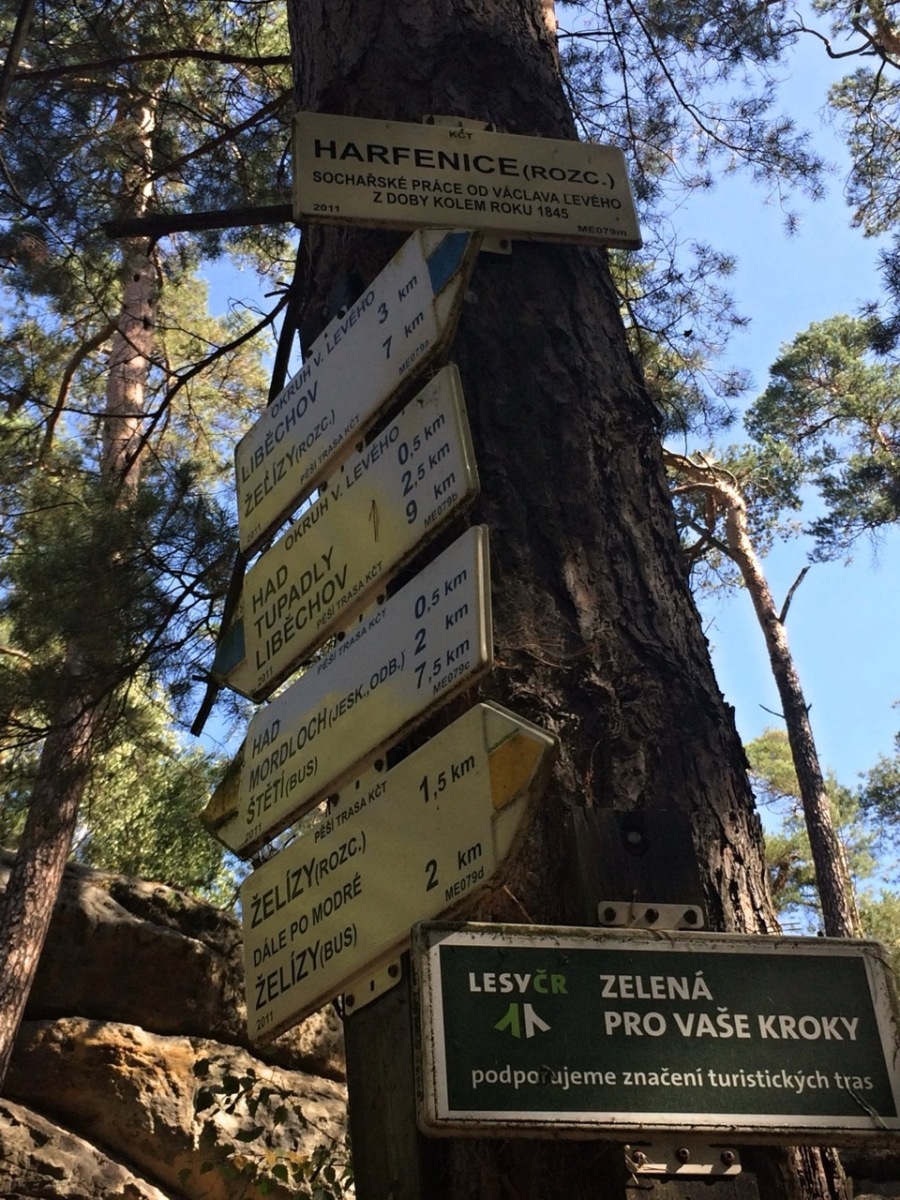 KČT
HARFENICE (ROZC.)
SOCHAŘSKÉ PRÁCE OD VÁCLAVA LEVÉHO
Z DOBY KOLEM ROKU 1845
2011 ME079m
OKRUH V. LEVÉHO
LIBĚCHOV 3 km
ŽELÍZY (ROZC.) 7 km
2011 PĚŠÍ TRASA KČT ME079a
OKRUH V. LEVÉHO
HAD 0,5 km
TUPADLY 2,5 km
LIBĚCHOV 9 km
2011 PĚŠÍ TRASA KČT ME079b
PĚŠÍ TRASA KČT
HAD 0,5 km
MORDLOCH (JESK., ODB.) 2 km
ŠTĚTÍ (BUS) 7,5 km
2011 ME079c
PĚŠÍ TRASA KČT
ŽELÍZY (ROZC.) 1,5 km
DÁLE PO MODRÉ
ŽELÍZY (BUS) 2 km
2011 ME079d
LESYČR
ZELENÁ
PRO VAŠE KROKY
podporujeme značení turistických tras